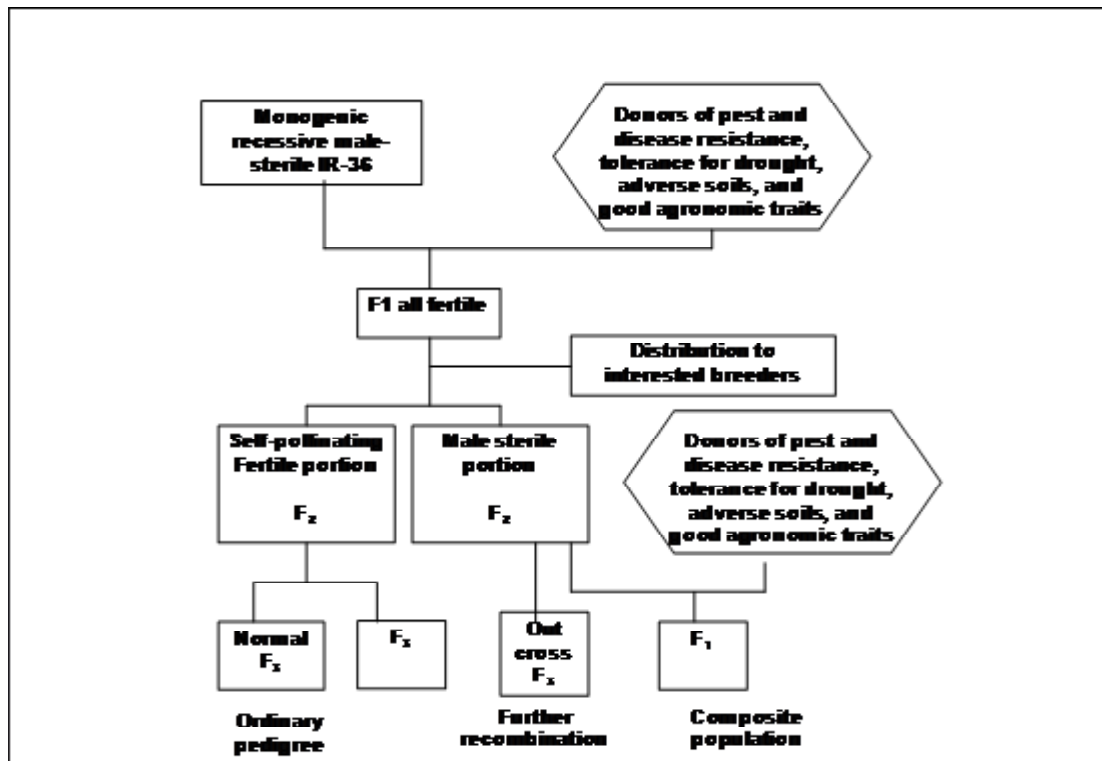 Monogenic
recessive male-
sterile IR-36
Donors of pest and
disease resistance,
tolerance for drought,
adverse soils, and
good agronomic traits
F1 all fertile
Distribution to
interested breeders
Self-pollinating
Fertile portion
F₂
Male sterile
portion
F₂
Donors of pest and
disease resistance,
tolerance for drought,
adverse soils, and
good agronomic traits
Normal
F₃
F₃
Out
cross
F₃
F₁
Ordinary
pedigree
Further
recombination
Composite
population